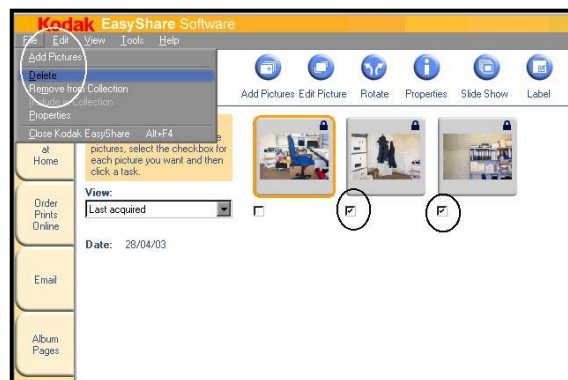 Kodak EasyShare Software
File Edit View Tools Help
Add Pictures
Delete
Remove from Collection
Include in Collection
Properties
Close Kodak EasyShare Alt+F4
Add Pictures Edit Picture Rotate Properties Slide Show Label
at
Home
pictures, select the checkbox for
each picture you want and then
click a task.
View:
Last acquired
Date: 28/04/03
Order
Prints
Online
Email
Album
Pages